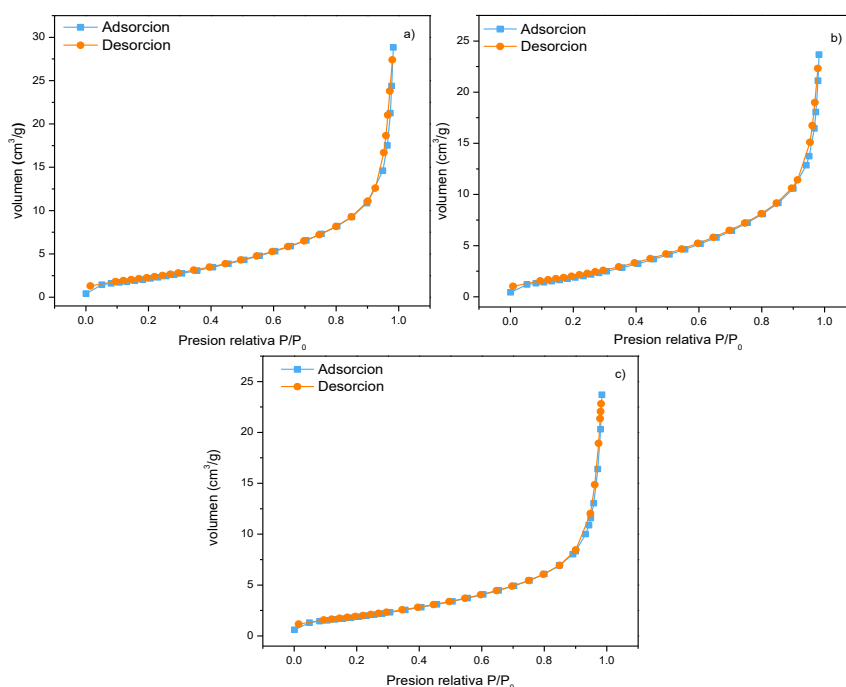 Adsorcion
Desorcion
a)
30
25
20
15
10
5
0
volumen (cm³/g)
0.0 0.2 0.4 0.6 0.8 1.0
Presion relativa P/P₀
Adsorcion
Desorcion
b)
25
20
15
10
5
0
volumen (cm³/g)
0.0 0.2 0.4 0.6 0.8 1.0
Presion relativa P/P₀
Adsorcion
Desorcion
c)
25
20
15
10
5
0
volumen (cm³/g)
0.0 0.2 0.4 0.6 0.8 1.0
Presion relativa P/P₀